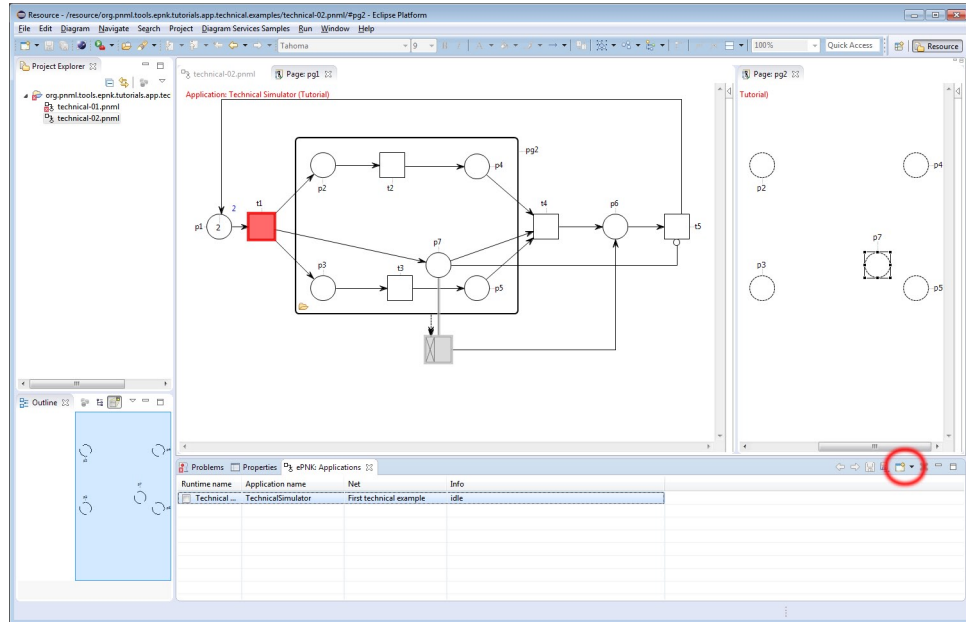 Resource - /resource/org.pnml.tools.epnk.tutorials.app.technical.examples/technical-02.pnml/#pg2 - Eclipse Platform
File Edit Diagram Navigate Search Project Diagram Services Samples Run Window Help
Tahoma 9 100% Quick Access Resource
Project Explorer
org.pnml.tools.epnk.tutorials.app.tec
technical-01.pnml
technical-02.pnml
technical-02.pnml Page: pg1
Application: Technical Simulator (Tutorial)
pg2
p4
p2
t2
2
t1
t4
p6
p1
2
t5
p7
p3
t3
p5
Page: pg2
Tutorial)
p4
p2
p7
p3
p5
Outline
Problems Properties ePNK: Applications
Runtime name Application name Net Info
Technical ... TechnicalSimulator First technical example idle